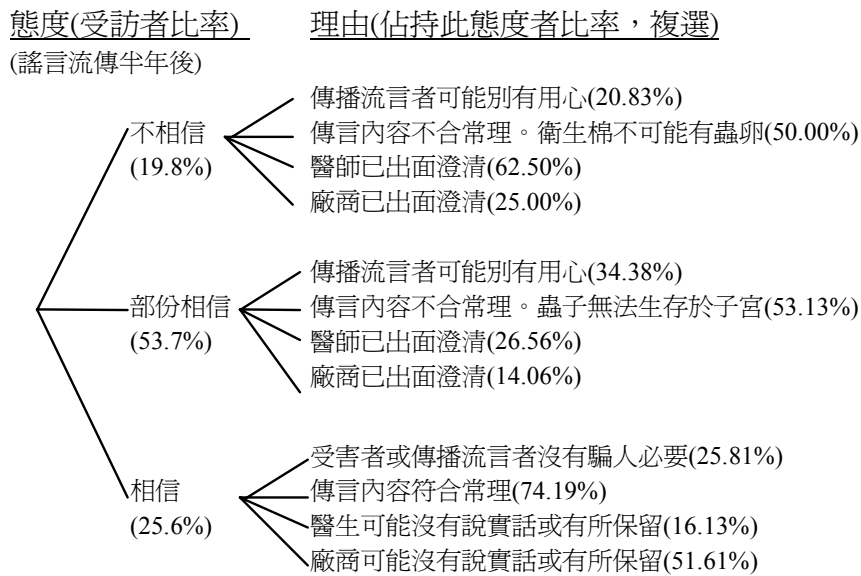 態度(受訪者比率) 理由(佔持此態度者比率，複選)
(謠言流傳半年後)
傳播流言者可能別有用心(20.83%)
不相信 傳言內容不合常理。衛生棉不可能有蟲卵(50.00%)
(19.8%) 醫師已出面澄清(62.50%)
廠商已出面澄清(25.00%)
傳播流言者可能別有用心(34.38%)
部份相信 傳言內容不合常理。蟲子無法生存於子宮(53.13%)
(53.7%) 醫師已出面澄清(26.56%)
廠商已出面澄清(14.06%)
受害者或傳播流言者沒有騙人必要(25.81%)
相信 傳言內容符合常理(74.19%)
(25.6%) 醫生可能沒有說實話或有所保留(16.13%)
廠商可能沒有說實話或有所保留(51.61%)